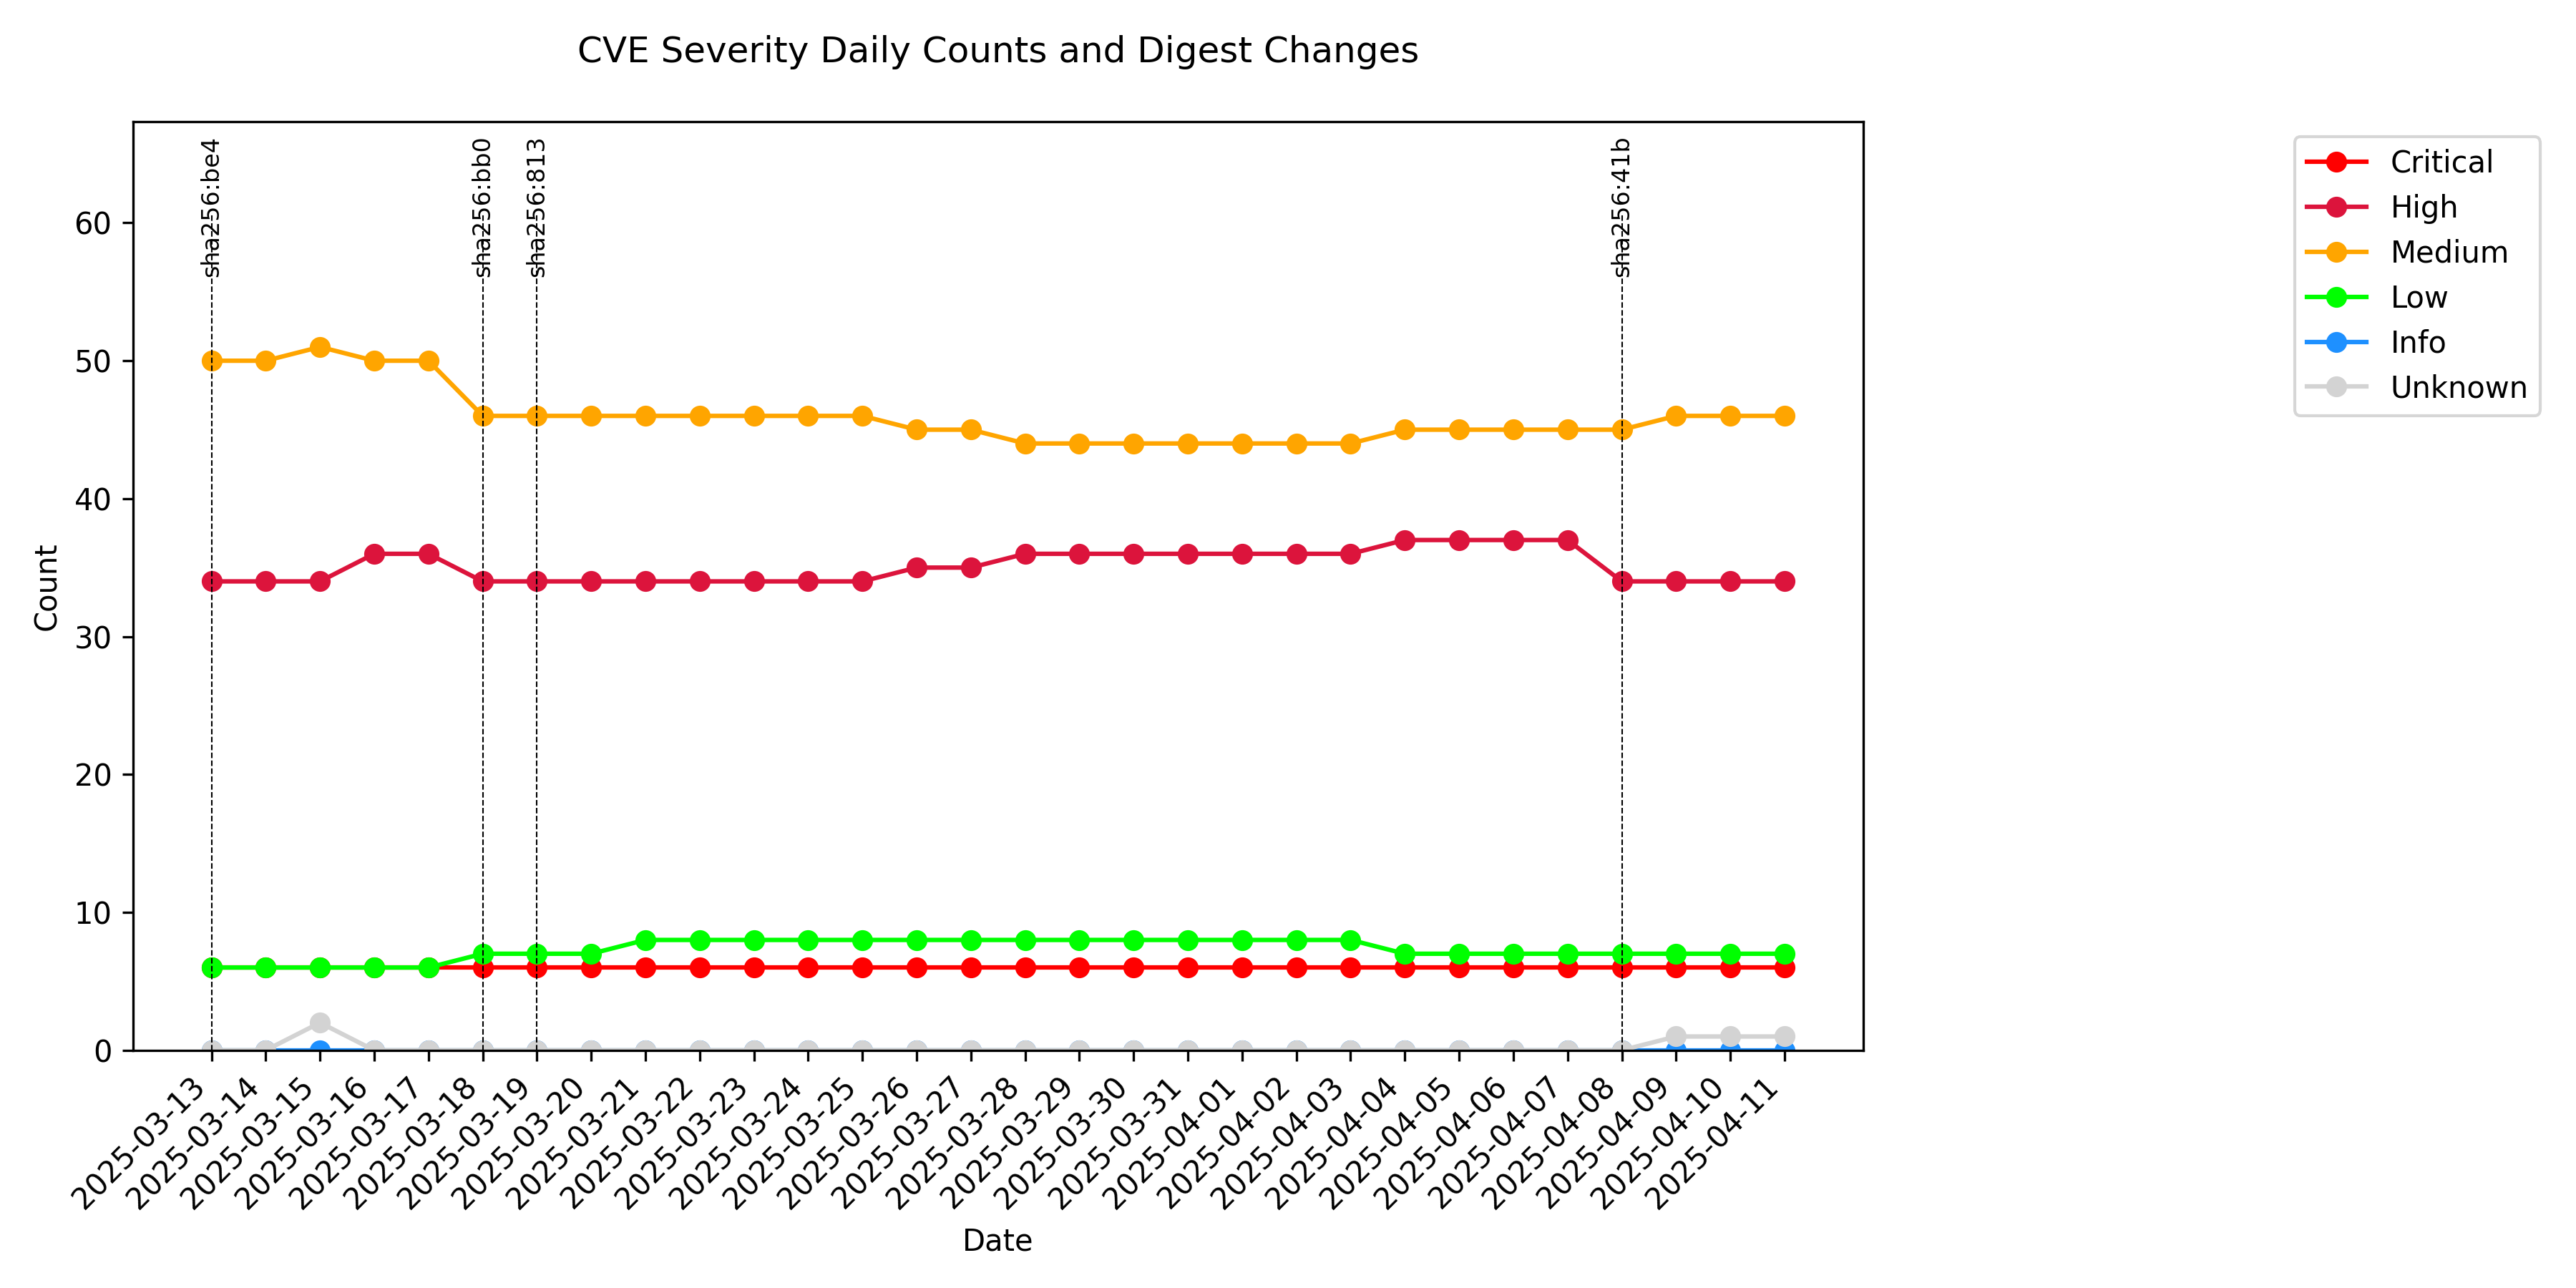 CVE Severity Daily Counts and Digest Changes
sha256:be4
sha256:bb0
sha256:813
sha256:41b
Critical
High
Medium
Low
Info
Unknown
Count
60
50
40
30
20
10
0
2025-03-13
2025-03-14
2025-03-15
2025-03-16
2025-03-17
2025-03-18
2025-03-19
2025-03-20
2025-03-21
2025-03-22
2025-03-23
2025-03-24
2025-03-25
2025-03-26
2025-03-27
2025-03-28
2025-03-29
2025-03-30
2025-03-31
2025-04-01
2025-04-02
2025-04-03
2025-04-04
2025-04-05
2025-04-06
2025-04-07
2025-04-08
2025-04-09
2025-04-10
2025-04-11
Date